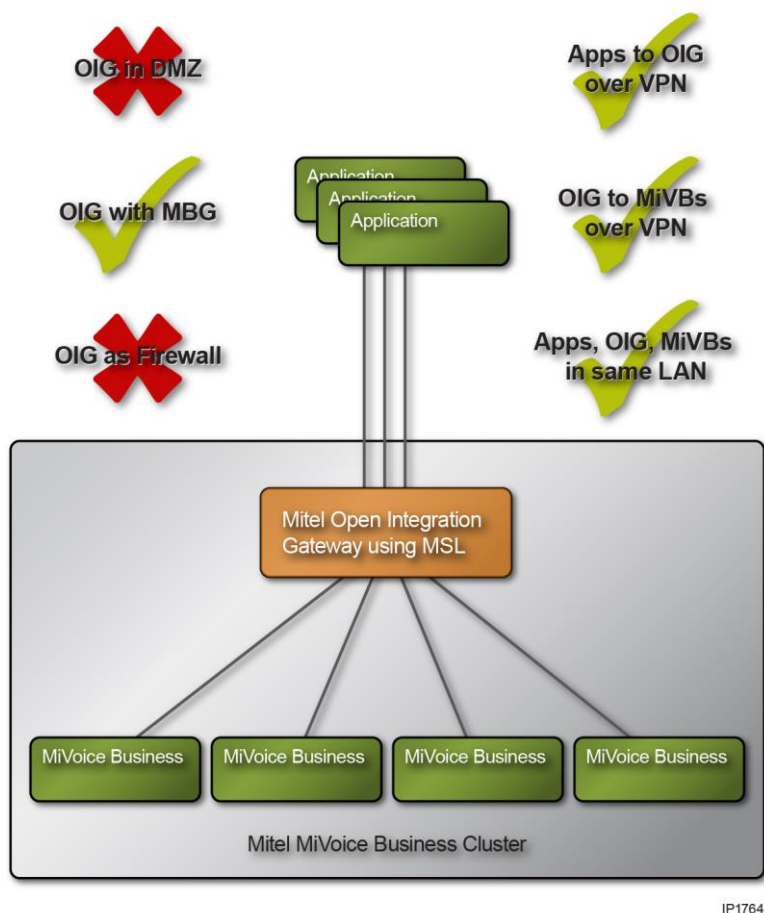 OIG in DMZ
Apps to OIG
over VPN
OIG with MBG
OIG to MiVBs
over VPN
OIG as Firewall
Apps, OIG, MiVBs
in same LAN
Application
Application
Application
Mitel Open Integration
Gateway using MSL
MiVoice Business
MiVoice Business
MiVoice Business
MiVoice Business
Mitel MiVoice Business Cluster
IP1764